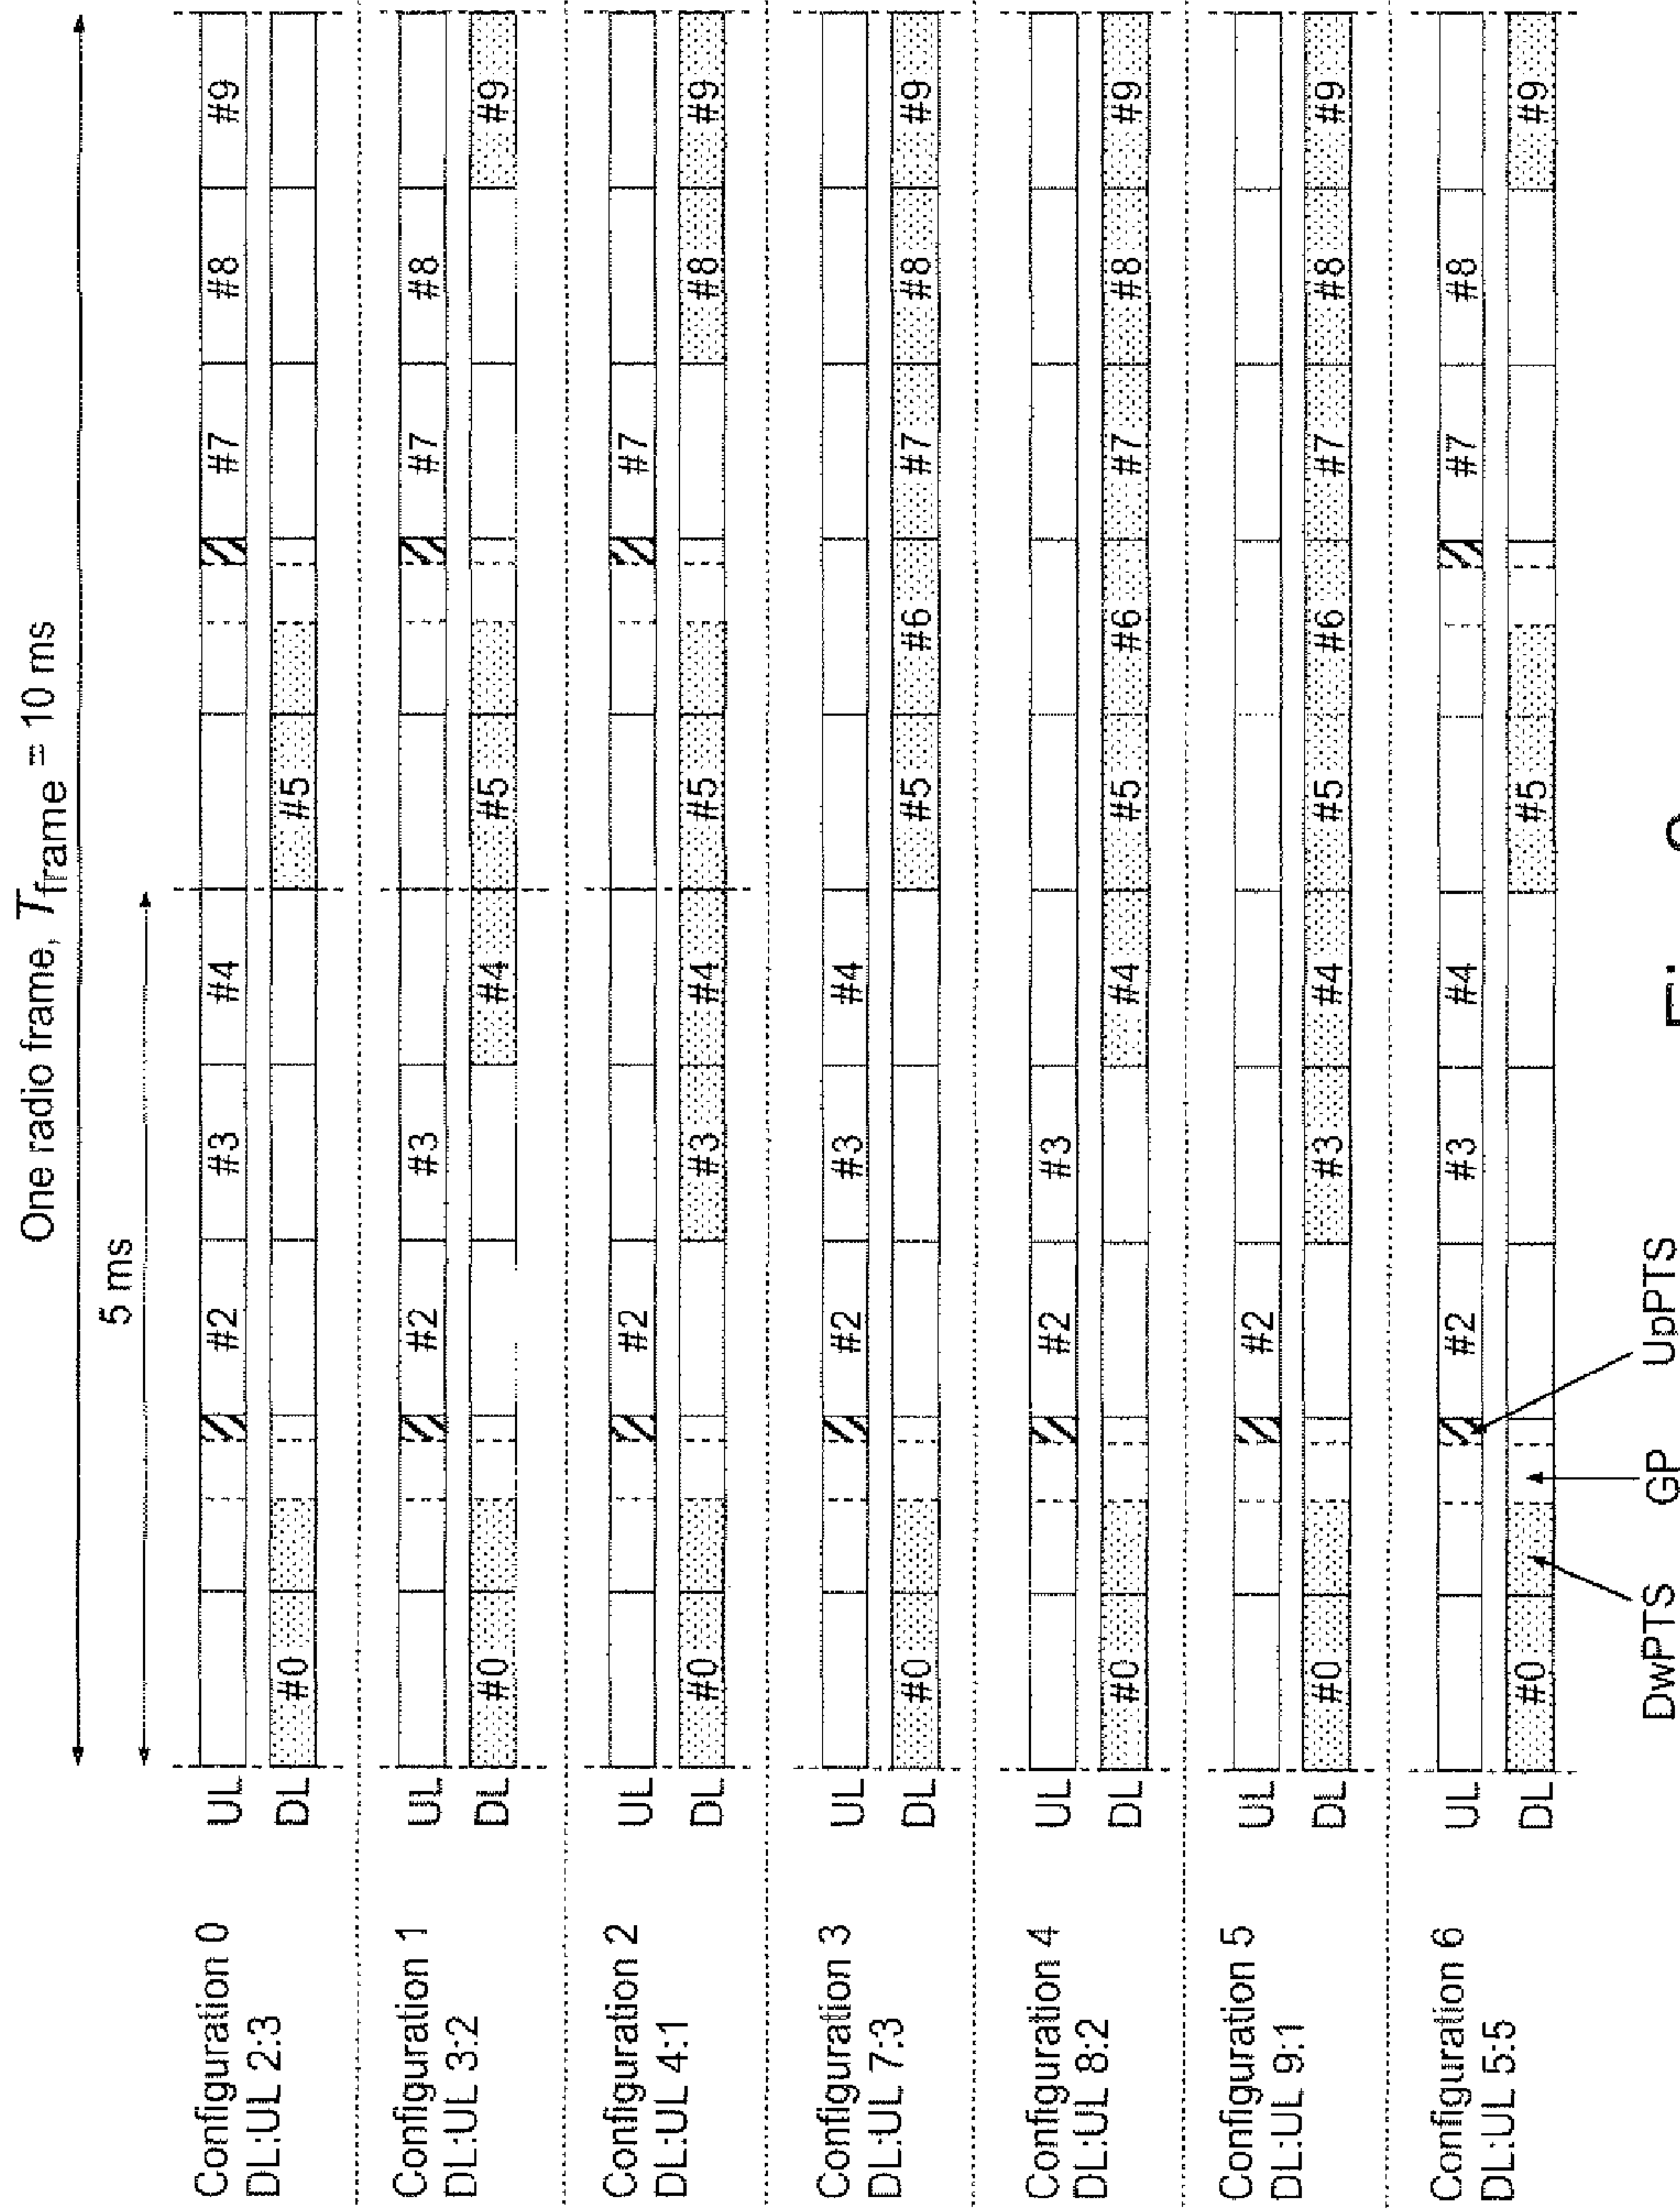 One radio frame, Tframe = 10 ms
5 ms
Configuration 0
DL:UL 2:3
UL #2 #3 #4 #7 #8 #9
DL #0 #5
Configuration 1
DL:UL 3:2
UL #2 #3 #7 #8
DL #0 #4 #5 #9
Configuration 2
DL:UL 4:1
UL #2 #7
DL #0 #3 #4 #5 #8 #9
Configuration 3
DL:UL 7:3
UL #2 #3 #4
DL #0 #5 #6 #7 #8 #9
Configuration 4
DL:UL 8:2
UL #2 #3
DL #0 #4 #5 #6 #7 #8 #9
Configuration 5
DL:UL 9:1
UL #2
DL #0 #3 #4 #5 #6 #7 #8 #9
Configuration 6
DL:UL 5:5
UL #2 #3 #4 #7 #8
DL #0 #5 #9
DwPTS GP UpPTS